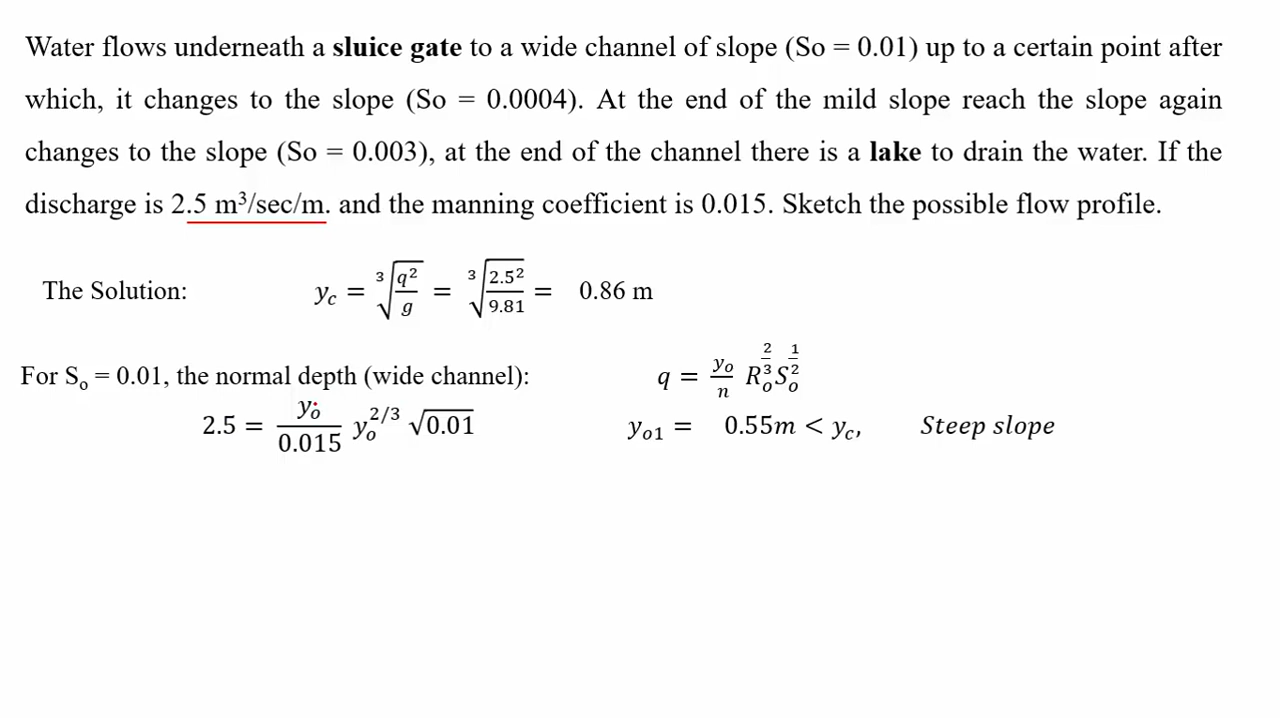 Water flows underneath a sluice gate to a wide channel of slope (So = 0.01) up to a certain point after
which, it changes to the slope (So = 0.0004). At the end of the mild slope reach the slope again
changes to the slope (So = 0.003), at the end of the channel there is a lake to drain the water. If the
discharge is 2.5 m³/sec/m. and the manning coefficient is 0.015. Sketch the possible flow profile.
The Solution: y_c = ∛(q²/g) = ∛(2.5²/9.81) = 0.86 m
For S₀ = 0.01, the normal depth (wide channel): q = (y_o/n) R_o^(2/3) S_o^(1/2)
2.5 = (y_o/0.015) y_o^(2/3) √0.01 y_o1 = 0.55m < y_c, Steep slope